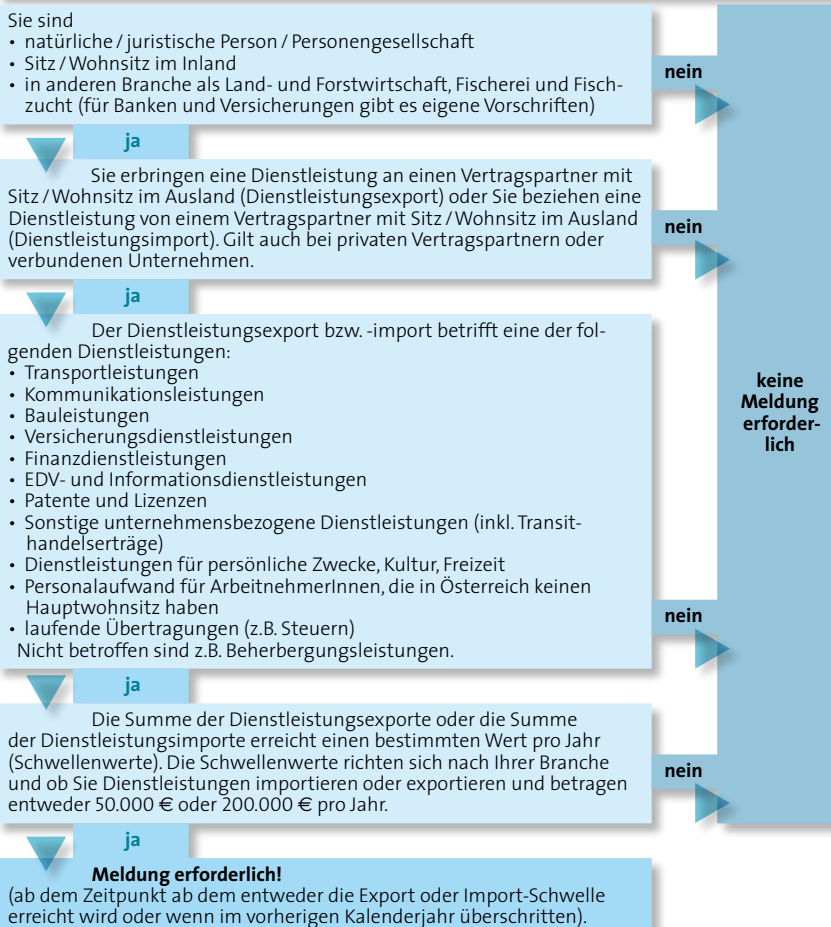 Sie sind
• natürliche / juristische Person / Personengesellschaft
• Sitz / Wohnsitz im Inland
• in anderen Branche als Land- und Forstwirtschaft, Fischerei und Fisch-
zucht (für Banken und Versicherungen gibt es eigene Vorschriften)
nein
ja
Sie erbringen eine Dienstleistung an einen Vertragspartner mit
Sitz / Wohnsitz im Ausland (Dienstleistungsexport) oder Sie beziehen eine
Dienstleistung von einem Vertragspartner mit Sitz / Wohnsitz im Ausland
(Dienstleistungsimport). Gilt auch bei privaten Vertragspartnern oder
verbundenen Unternehmen.
nein
ja
Der Dienstleistungsexport bzw. -import betrifft eine der fol-
genden Dienstleistungen:
• Transportleistungen
• Kommunikationsleistungen
• Bauleistungen
• Versicherungsdienstleistungen
• Finanzdienstleistungen
• EDV- und Informationsdienstleistungen
• Patente und Lizenzen
• Sonstige unternehmensbezogene Dienstleistungen (inkl. Transit-
handelserträge)
• Dienstleistungen für persönliche Zwecke, Kultur, Freizeit
• Personalaufwand für ArbeitnehmerInnen, die in Österreich keinen
Hauptwohnsitz haben
• laufende Übertragungen (z.B. Steuern)
Nicht betroffen sind z.B. Beherbergungsleistungen.
nein
ja
Die Summe der Dienstleistungsexporte oder die Summe
der Dienstleistungsimporte erreicht einen bestimmten Wert pro Jahr
(Schwellenwerte). Die Schwellenwerte richten sich nach Ihrer Branche
und ob Sie Dienstleistungen importieren oder exportieren und betragen
entweder 50.000 € oder 200.000 € pro Jahr.
nein
ja
Meldung erforderlich!
(ab dem Zeitpunkt ab dem entweder die Export oder Import-Schwelle
erreicht wird oder wenn im vorherigen Kalenderjahr überschritten).
keine
Meldung
erforder-
lich